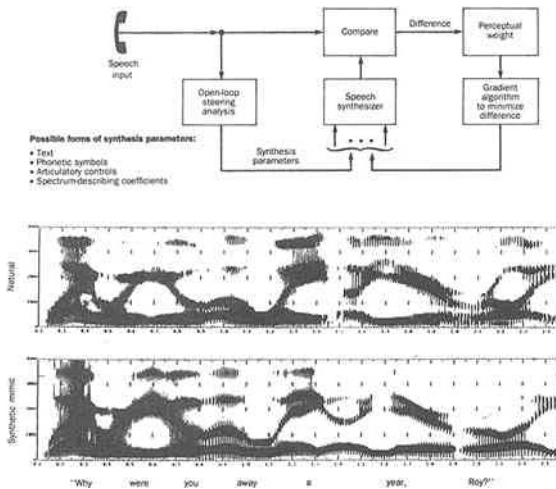 Difference
Compare
Perceptual
weight
Speech
input
Open-loop
steering
analysis
Speech
synthesizer
Gradient
algorithm
to minimize
difference
Synthesis
parameters
Possible forms of synthesis parameters:
• Text
• Phonetic symbols
• Articulatory controls
• Spectrum-describing coefficients
Natural
Synthetic mimic
"Why were you away a year, Roy?"